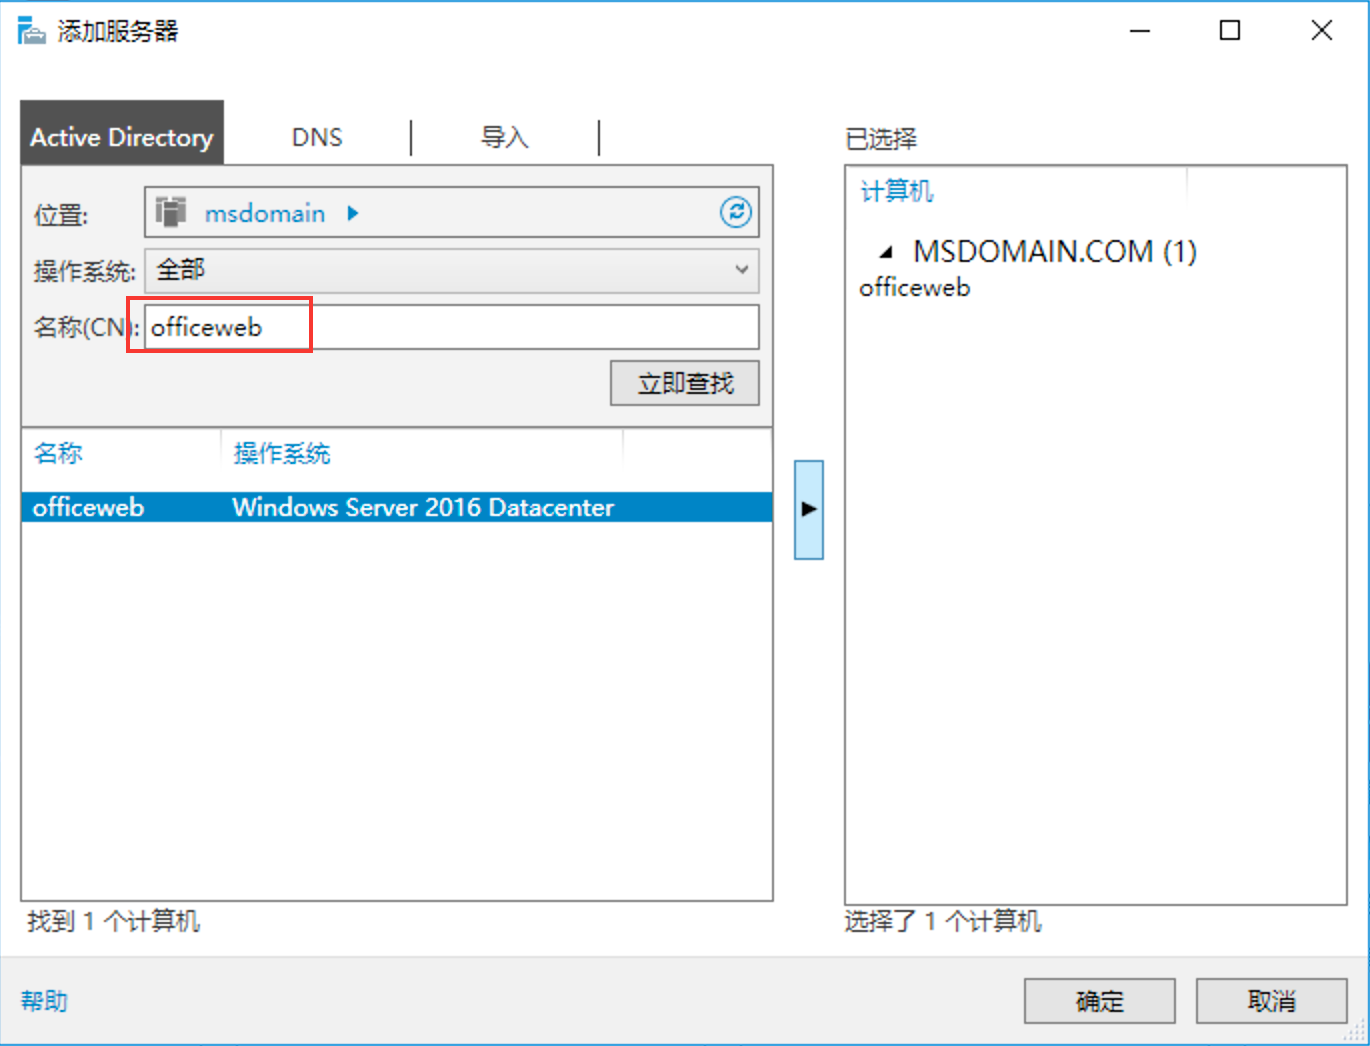 添加服务器
Active Directory
DNS
导入
位置:
msdomain
操作系统:
全部
名称(CN):
officeweb
立即查找
名称
操作系统
officeweb
Windows Server 2016 Datacenter
找到 1 个计算机
已选择
计算机
MSDOMAIN.COM (1)
officeweb
选择了 1 个计算机
帮助
确定
取消